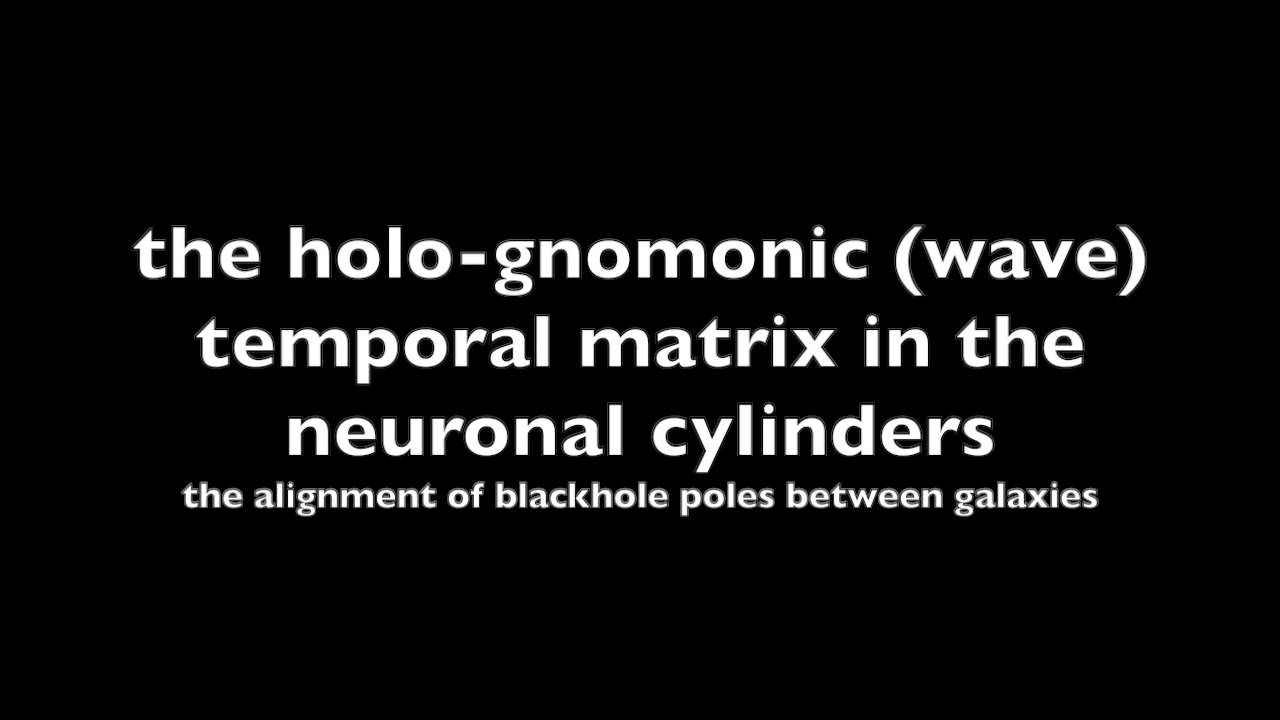 the holo-gnomonic (wave)
temporal matrix in the
neuronal cylinders
the alignment of blackhole poles between galaxies